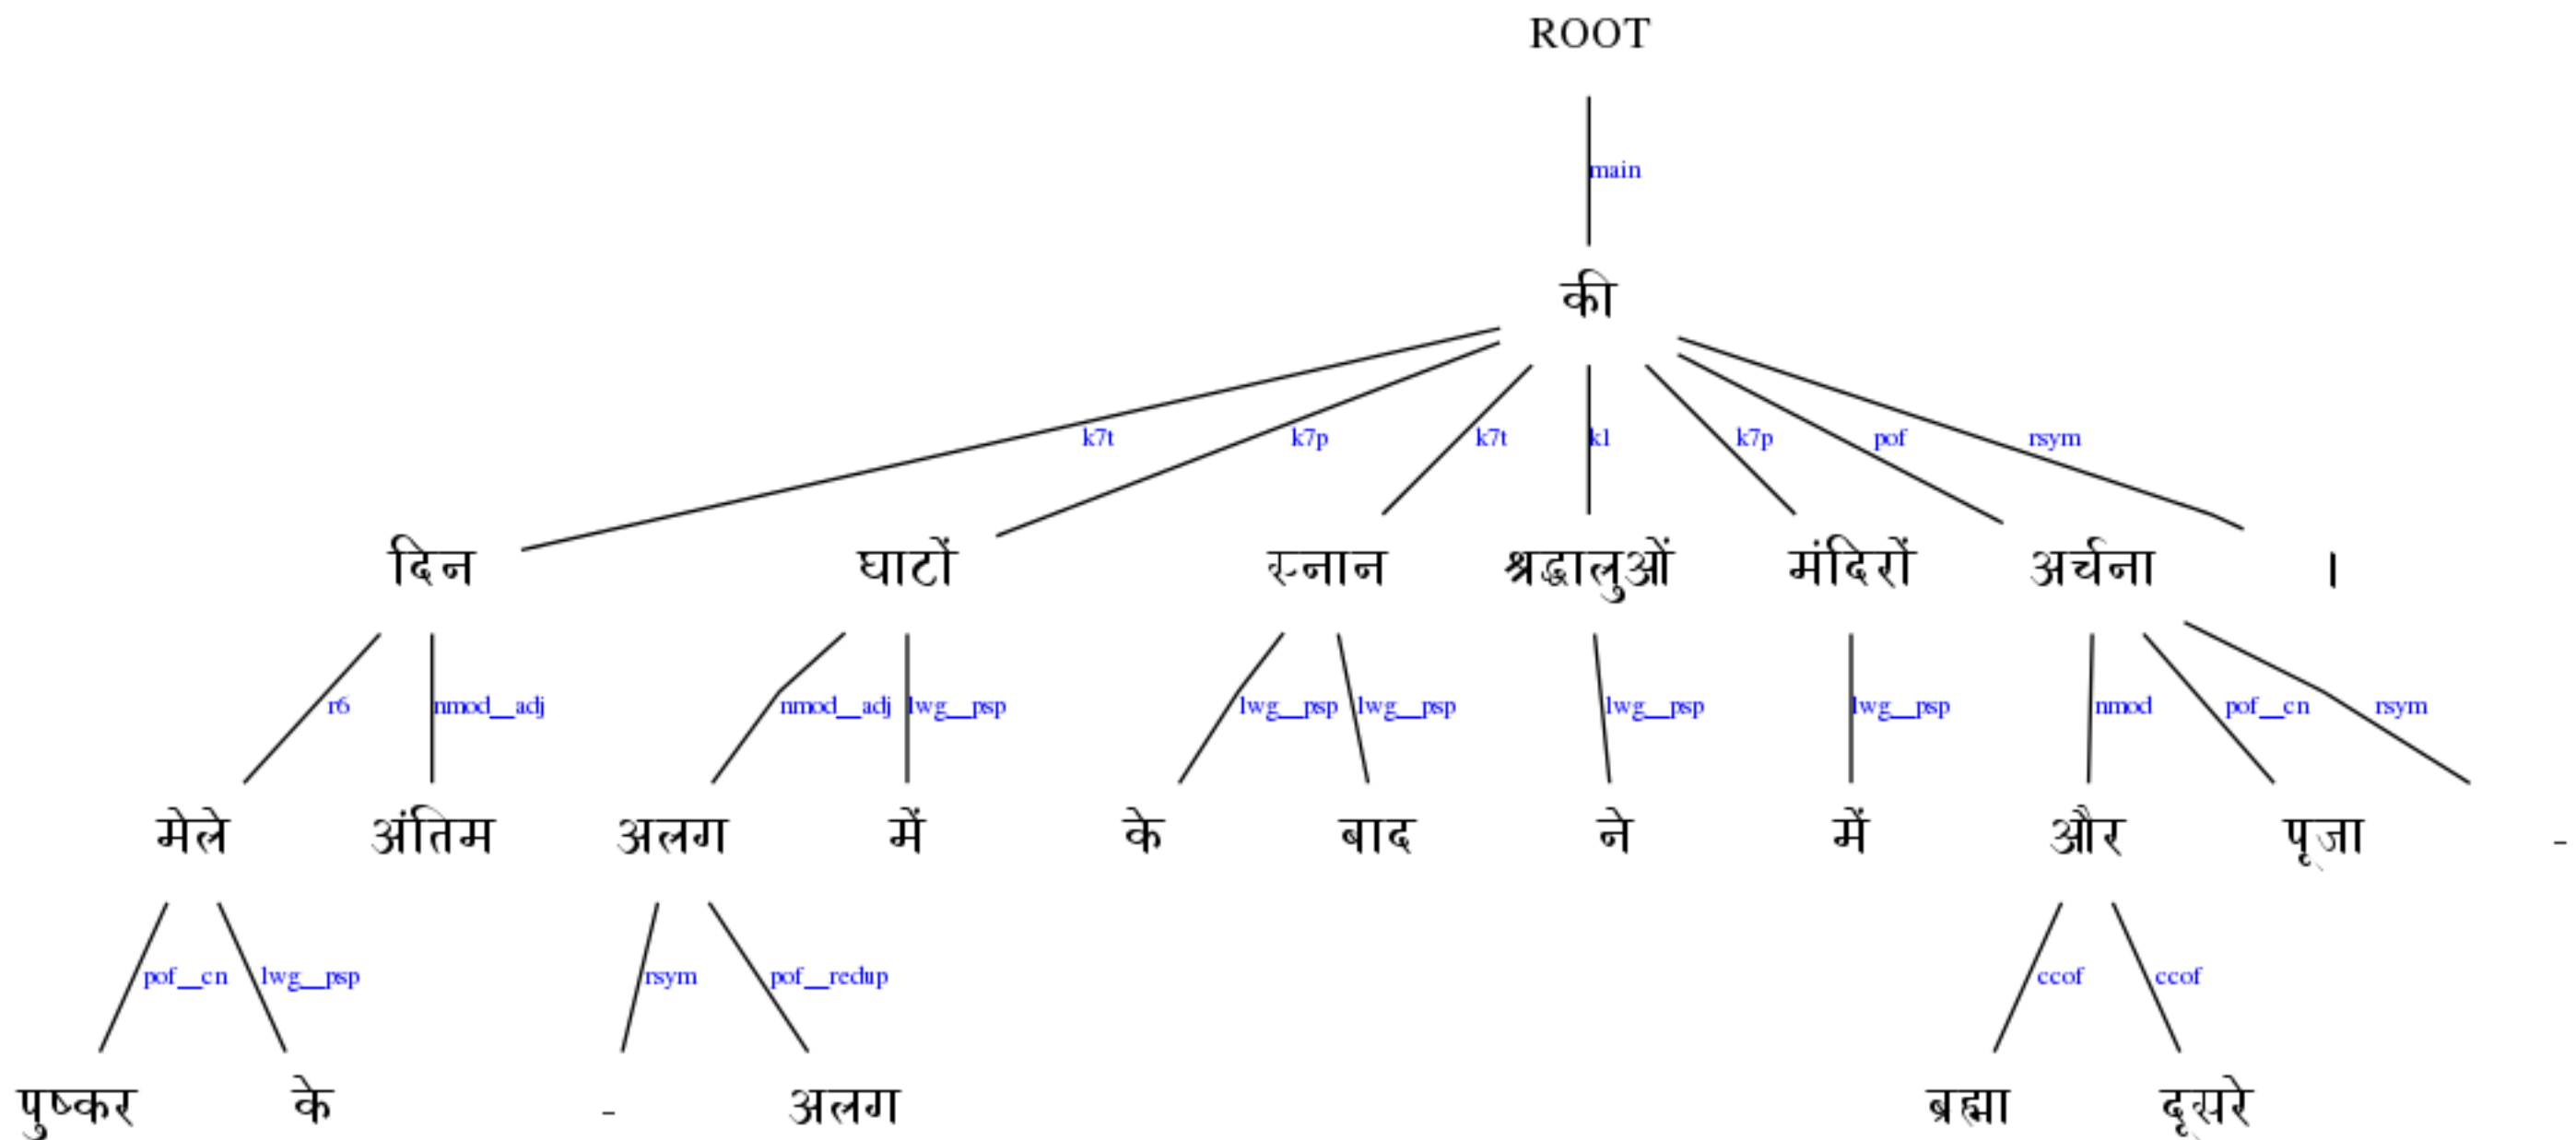 ROOT
main
की
k7t k7p k7t k1 k7p pof rsym
दिन घाटों स्नान श्रद्धालुओं मंदिरों अर्चना ।
r6 nmod__adj nmod__adj lwg__psp lwg__psp lwg__psp lwg__psp lwg__psp nmod pof__cn rsym
मेले अंतिम अलग में के बाद ने में और पूजा -
pof__cn lwg__psp rsym pof__redup ccof ccof
पुष्कर के - अलग ब्रह्मा दूसरे